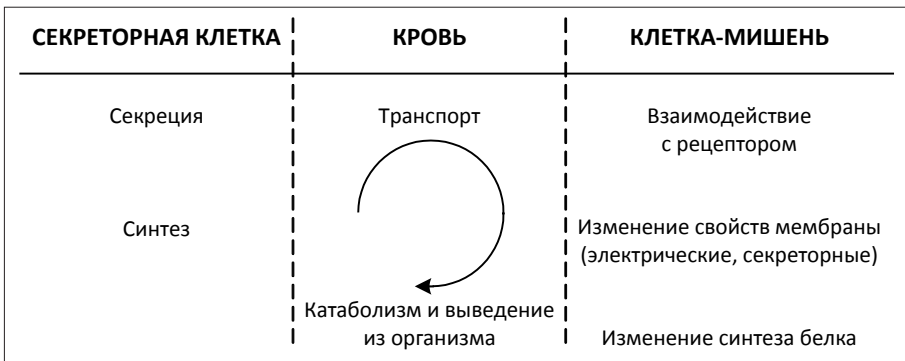 СЕКРЕТОРНАЯ КЛЕТКА
КРОВЬ
КЛЕТКА-МИШЕНЬ
Секреция
Транспорт
Взаимодействие
с рецептором
Синтез
Изменение свойств мембраны
(электрические, секреторные)
Катаболизм и выведение
из организма
Изменение синтеза белка